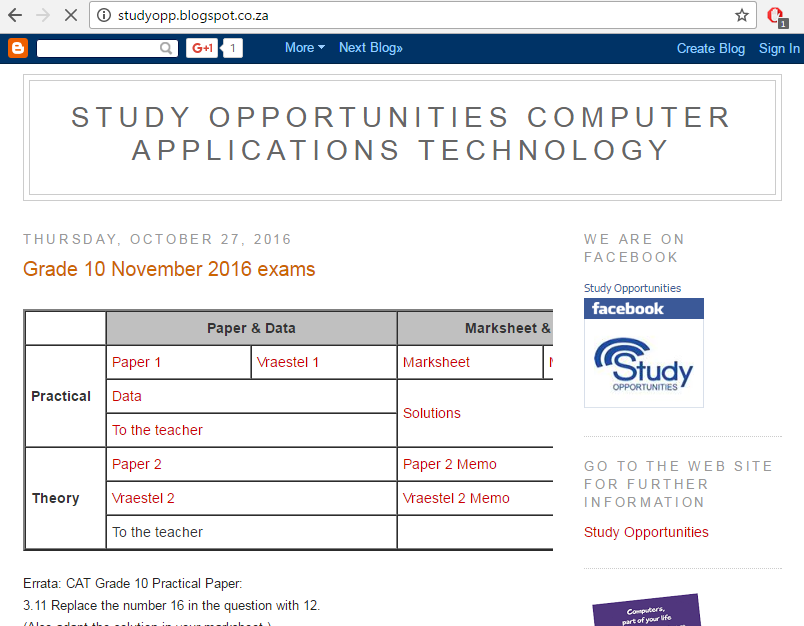 studyopp.blogspot.co.za
1
G+1 1 More Next Blog» Create Blog Sign In
STUDY OPPORTUNITIES COMPUTER
APPLICATIONS TECHNOLOGY
THURSDAY, OCTOBER 27, 2016
Grade 10 November 2016 exams
Paper & Data Marksheet &
Practical
Paper 1 Vraestel 1 Marksheet
Data
Solutions
To the teacher
Theory
Paper 2 Paper 2 Memo
Vraestel 2 Vraestel 2 Memo
To the teacher
Errata: CAT Grade 10 Practical Paper:
3.11 Replace the number 16 in the question with 12.
(Also adapt the solution in your marksheet.)
WE ARE ON
FACEBOOK
Study Opportunities
facebook
Study
OPPORTUNITIES
GO TO THE WEB SITE
FOR FURTHER
INFORMATION
Study Opportunities
Computers,
part of your life